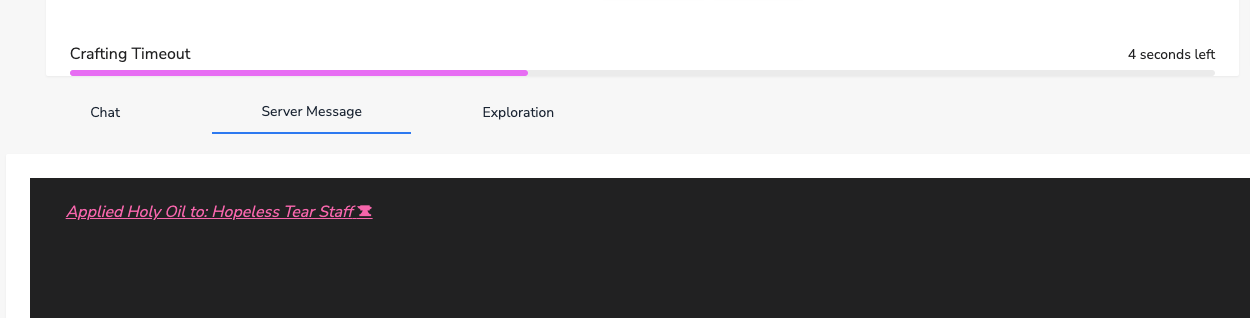 Crafting Timeout 4 seconds left
Chat Server Message Exploration
Applied Holy Oil to: Hopeless Tear Staff